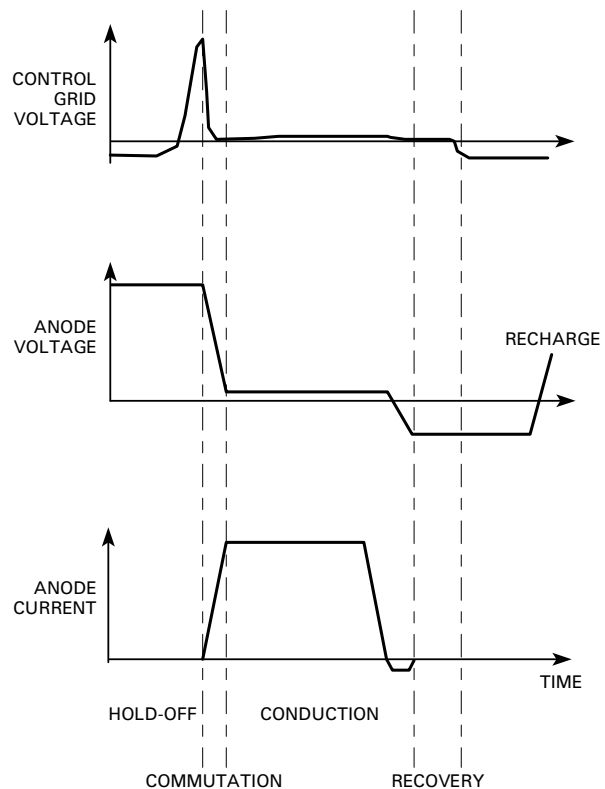 CONTROL
GRID
VOLTAGE
ANODE
VOLTAGE
RECHARGE
ANODE
CURRENT
TIME
HOLD-OFF
CONDUCTION
COMMUTATION
RECOVERY